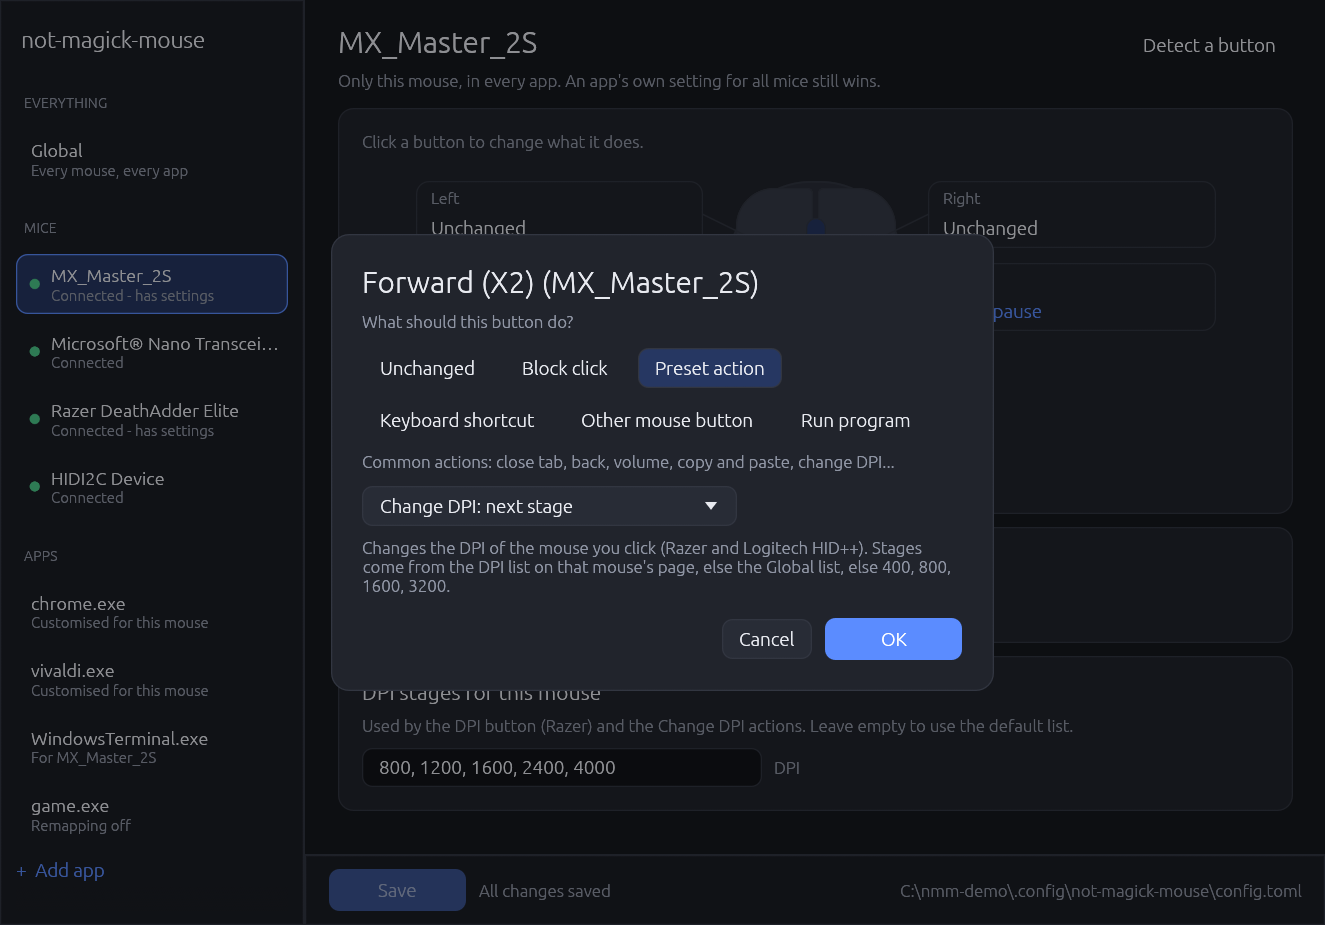 not-magick-mouse
EVERYTHING
Global
Every mouse, every app
MICE
MX_Master_2S
Connected - has settings
Microsoft® Nano Transcei...
Connected
Razer DeathAdder Elite
Connected - has settings
HIDI2C Device
Connected
APPS
chrome.exe
Customised for this mouse
vivaldi.exe
Customised for this mouse
WindowsTerminal.exe
For MX_Master_2S
game.exe
Remapping off
+ Add app
MX_Master_2S
Detect a button
Only this mouse, in every app. An app's own setting for all mice still wins.
Click a button to change what it does.
Left
Unchanged
Right
Unchanged
pause
Forward (X2) (MX_Master_2S)
What should this button do?
Unchanged
Block click
Preset action
Keyboard shortcut
Other mouse button
Run program
Common actions: close tab, back, volume, copy and paste, change DPI...
Change DPI: next stage
Changes the DPI of the mouse you click (Razer and Logitech HID++). Stages
come from the DPI list on that mouse's page, else the Global list, else 400, 800,
1600, 3200.
Cancel
OK
DPI stages for this mouse
Used by the DPI button (Razer) and the Change DPI actions. Leave empty to use the default list.
800, 1200, 1600, 2400, 4000
DPI
Save
All changes saved
C:\nmm-demo\.config\not-magick-mouse\config.toml